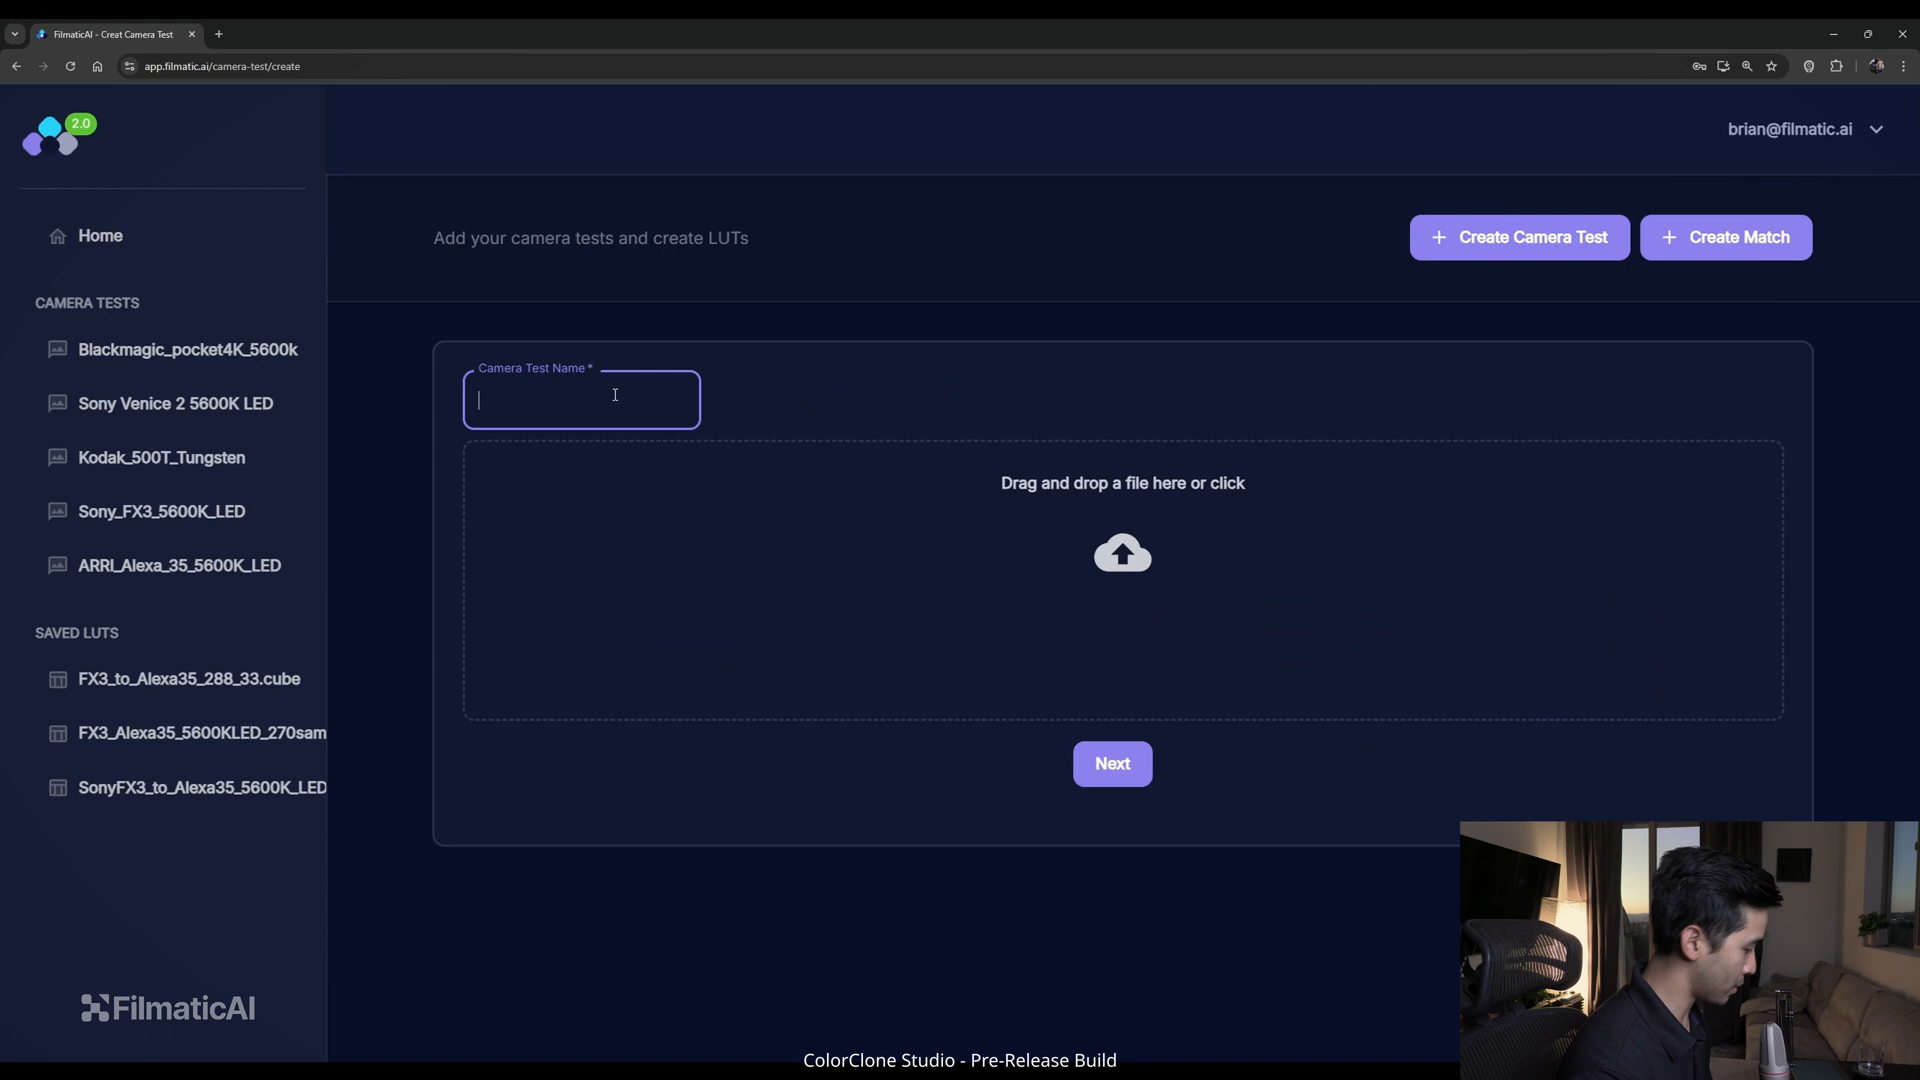 FilmaticAI - Creat Camera Test
app.filmatic.ai/camera-test/create
2.0
brian@filmatic.ai
Home
Add your camera tests and create LUTs
+ Create Camera Test
+ Create Match
CAMERA TESTS
Blackmagic_pocket4K_5600k
Sony Venice 2 5600K LED
Kodak_500T_Tungsten
Sony_FX3_5600K_LED
ARRI_Alexa_35_5600K_LED
SAVED LUTS
FX3_to_Alexa35_288_33.cube
FX3_Alexa35_5600KLED_270sam
SonyFX3_to_Alexa35_5600K_LED
Camera Test Name *
Drag and drop a file here or click
Next
FilmaticAI
ColorClone Studio - Pre-Release Build